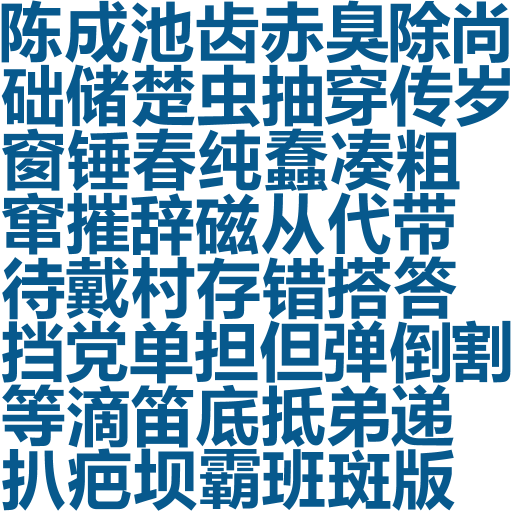 陈成池齿赤臭除尚
础储楚虫抽穿传岁
窗锤春纯蠢凑粗
窜摧辞磁从代带
待戴村存错搭答
挡党单担但弹倒割
等滴笛底抵弟递
扒疤坝霸班斑版